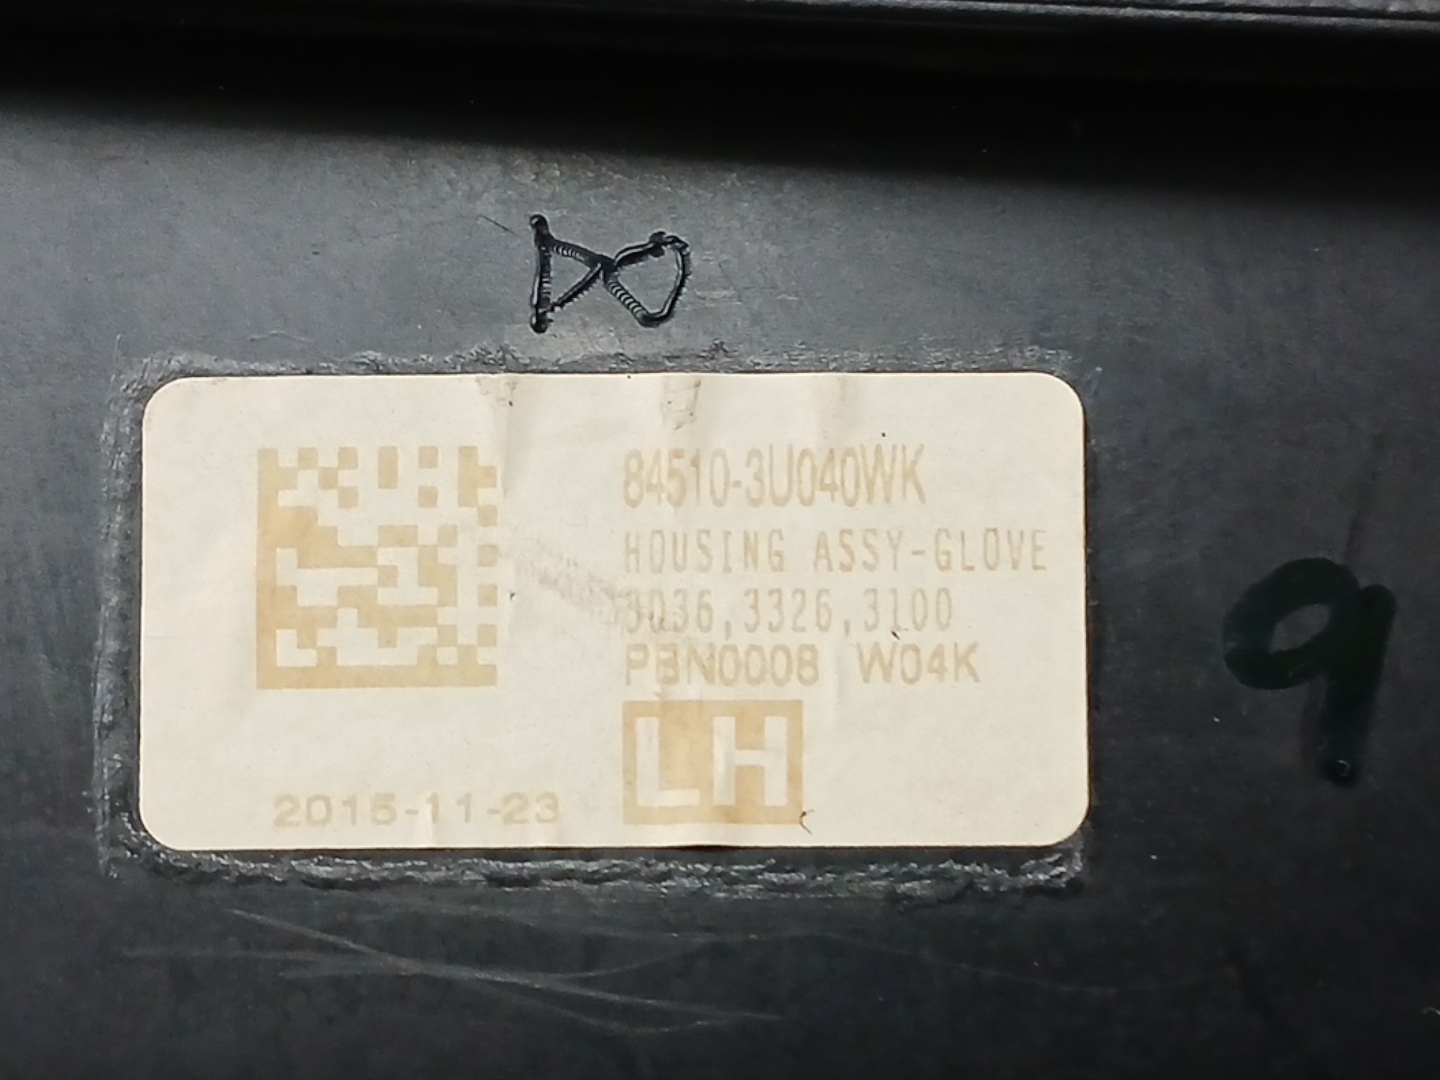 84510-3U040WK
HOUSING ASSY-GLOVE
3036,3326,3100
PBN0008 W04K
LH
2015-11-23
9